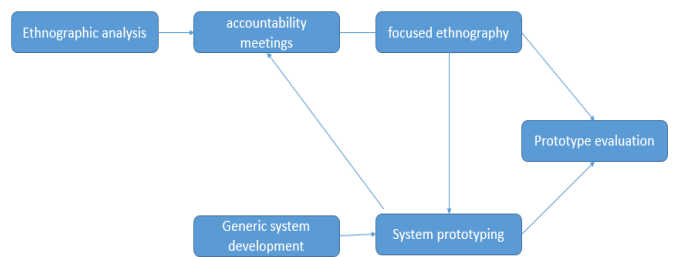 Ethnographic analysis
accountability
meetings
focused ethnography
Prototype evaluation
Generic system
development
System prototyping